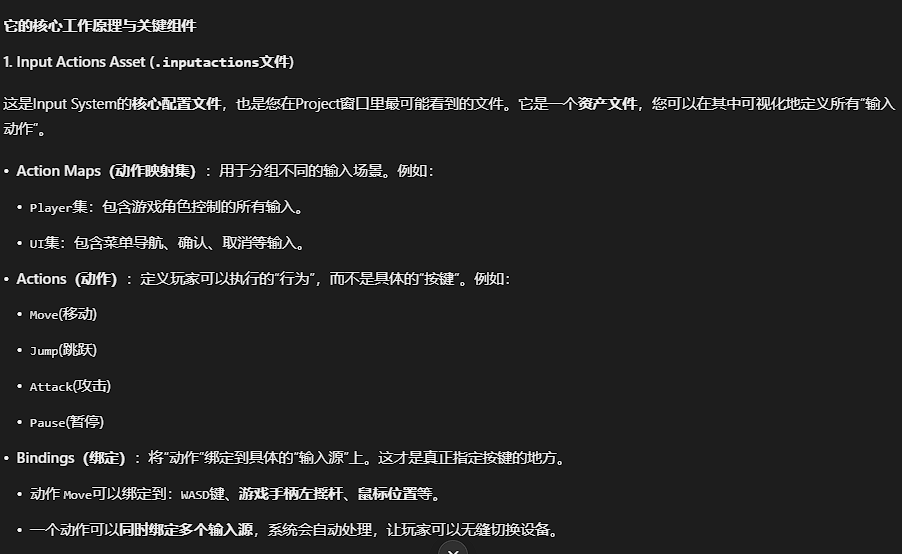 它的核心工作原理与关键组件
1. Input Actions Asset (.inputactions文件)
这是Input System的核心配置文件，也是您在Project窗口里最可能看到的文件。它是一个资产文件，您可以在其中可视化地定义所有“输入
动作”。
• Action Maps（动作映射集）：用于分组不同的输入场景。例如：
• Player集：包含游戏角色控制的所有输入。
• UI集：包含菜单导航、确认、取消等输入。
• Actions（动作）：定义玩家可以执行的“行为”，而不是具体的“按键”。例如：
• Move(移动)
• Jump(跳跃)
• Attack(攻击)
• Pause(暂停)
• Bindings（绑定）：将“动作”绑定到具体的“输入源”上。这才是真正指定按键的地方。
• 动作 Move可以绑定到：WASD键、游戏手柄左摇杆、鼠标位置等。
• 一个动作可以同时绑定多个输入源，系统会自动处理，让玩家可以无缝切换设备。